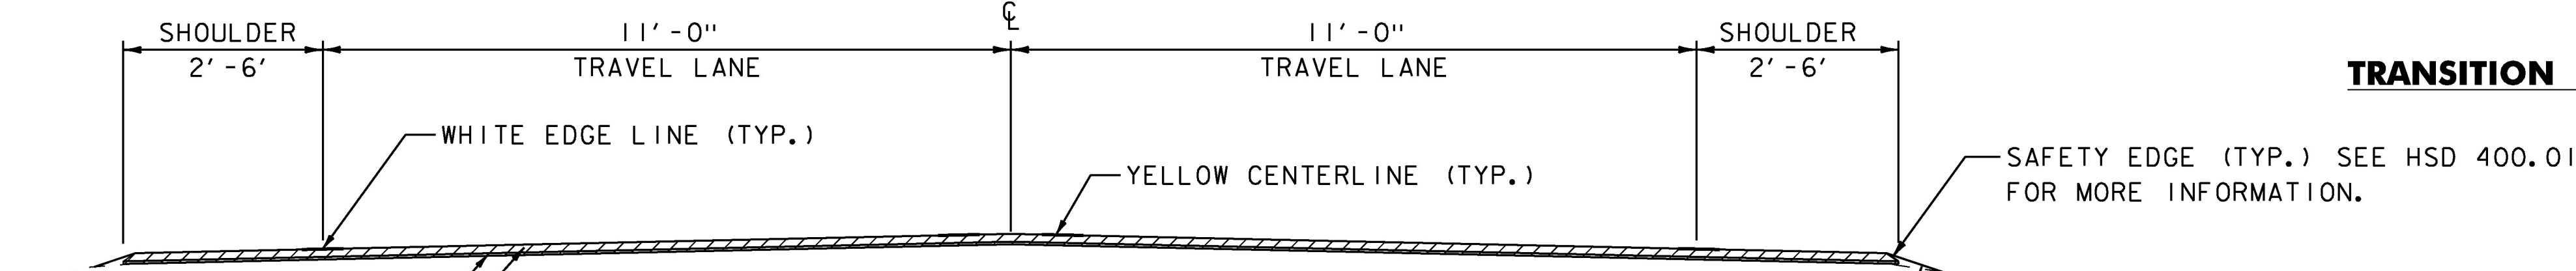 ℄
SHOULDER 11'-0" 11'-0" SHOULDER
2'-6' TRAVEL LANE TRAVEL LANE 2'-6'
TRANSITION
WHITE EDGE LINE (TYP.)
YELLOW CENTERLINE (TYP.)
SAFETY EDGE (TYP.) SEE HSD 400.01
FOR MORE INFORMATION.